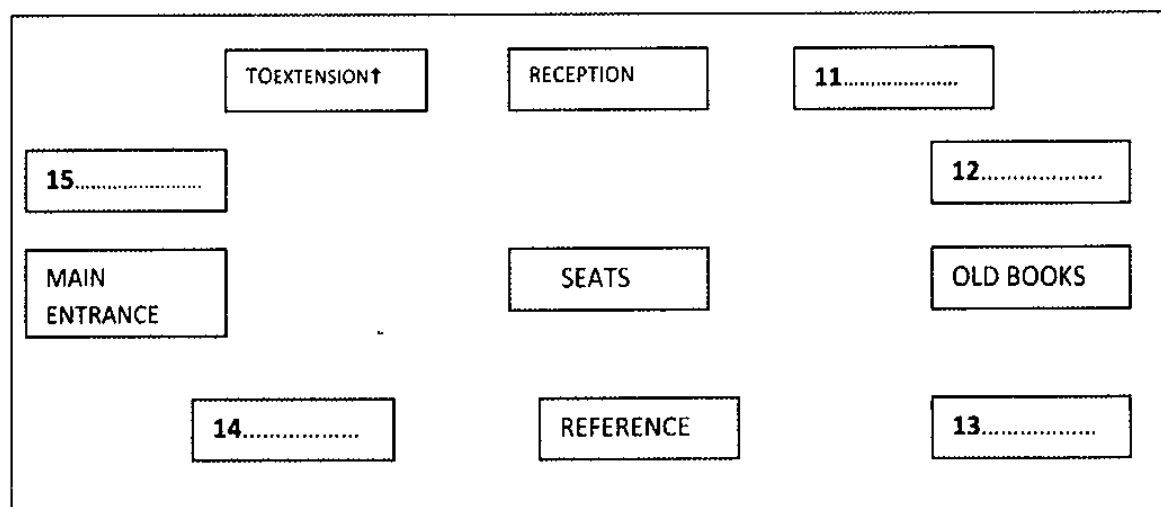 TOEXTENSION↑
RECEPTION
11.....................
15.......................
12...................
MAIN
ENTRANCE
SEATS
OLD BOOKS
14..................
REFERENCE
13..................